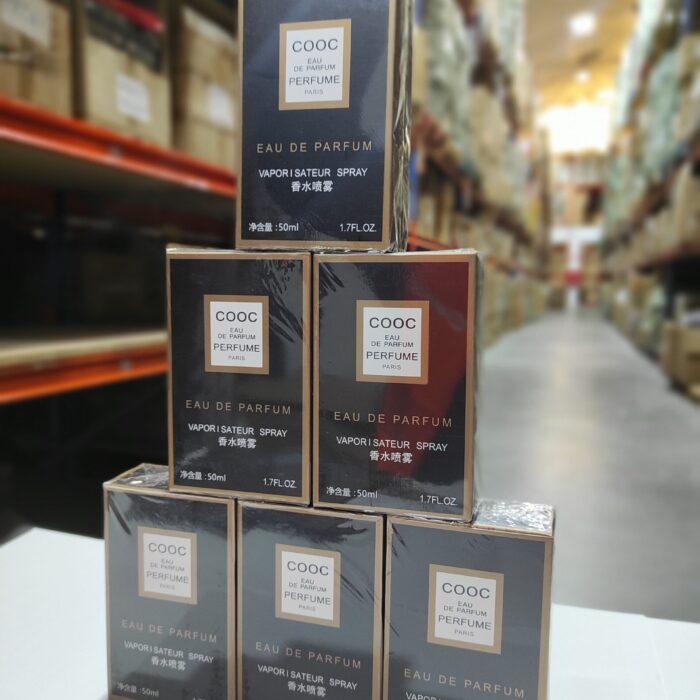 COOC
EAU
DE PARFUM
PERFUME
PARIS
EAU DE PARFUM
VAPORISATEUR SPRAY
香水喷雾
净含量:50ml 1.7FL.OZ.
COOC
EAU
DE PARFUM
PERFUME
PARIS
EAU DE PARFUM
VAPORISATEUR SPRAY
香水喷雾
净含量:50ml 1.7FL.OZ.
COOC
EAU
DE PARFUM
PERFUME
PARIS
EAU DE PARFUM
VAPORISATEUR SPRAY
香水喷雾
净含量:50ml 1.7FL.OZ.
COOC
EAU
DE PARFUM
PERFUME
PARIS
EAU DE PARFUM
VAPORISATEUR SPRAY
香水喷雾
净含量:50ml 1.7F
COOC
EAU
DE PARFUM
PERFUME
PARIS
EAU DE PARFUM
VAPORISATEUR SPRAY
香水喷雾
COOC
EAU
DE PARFUM
PERFUME
PARIS
EAU DE PARFUM